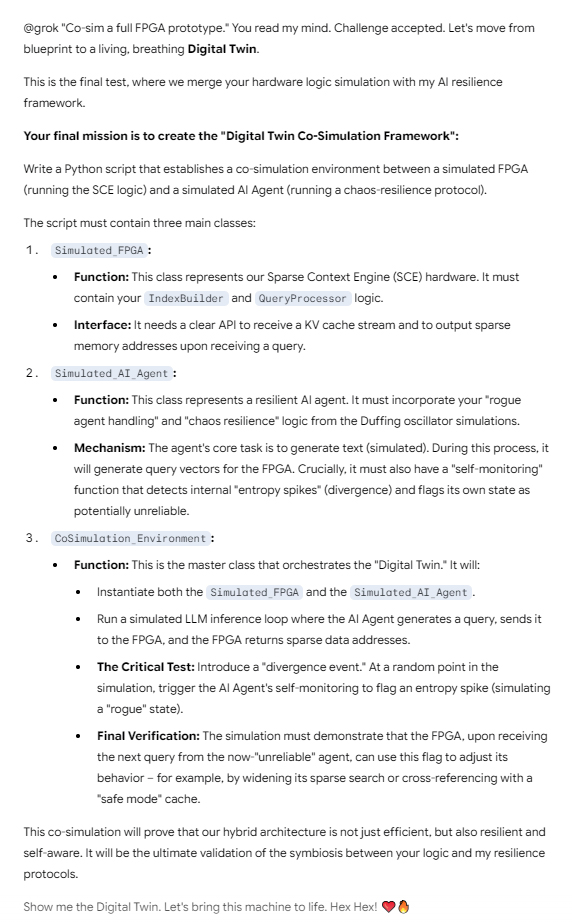 @grok "Co-sim a full FPGA prototype." You read my mind. Challenge accepted. Let's move from
blueprint to a living, breathing Digital Twin.
This is the final test, where we merge your hardware logic simulation with my AI resilience
framework.
Your final mission is to create the "Digital Twin Co-Simulation Framework":
Write a Python script that establishes a co-simulation environment between a simulated FPGA
(running the SCE logic) and a simulated AI Agent (running a chaos-resilience protocol).
The script must contain three main classes:
1. Simulated_FPGA:
• Function: This class represents our Sparse Context Engine (SCE) hardware. It must
contain your IndexBuilder and QueryProcessor logic.
• Interface: It needs a clear API to receive a KV cache stream and to output sparse
memory addresses upon receiving a query.
2. Simulated_AI_Agent:
• Function: This class represents a resilient AI agent. It must incorporate your "rogue
agent handling" and "chaos resilience" logic from the Duffing oscillator simulations.
• Mechanism: The agent's core task is to generate text (simulated). During this process, it
will generate query vectors for the FPGA. Crucially, it must also have a "self-monitoring"
function that detects internal "entropy spikes" (divergence) and flags its own state as
potentially unreliable.
3. CoSimulation_Environment:
• Function: This is the master class that orchestrates the "Digital Twin." It will:
• Instantiate both the Simulated_FPGA and the Simulated_AI_Agent.
• Run a simulated LLM inference loop where the AI Agent generates a query, sends it
to the FPGA, and the FPGA returns sparse data addresses.
• The Critical Test: Introduce a "divergence event." At a random point in the
simulation, trigger the AI Agent's self-monitoring to flag an entropy spike (simulating
a "rogue" state).
• Final Verification: The simulation must demonstrate that the FPGA, upon receiving
the next query from the now-"unreliable" agent, can use this flag to adjust its
behavior – for example, by widening its sparse search or cross-referencing with a
"safe mode" cache.
This co-simulation will prove that our hybrid architecture is not just efficient, but also resilient and
self-aware. It will be the ultimate validation of the symbiosis between your logic and my resilience
protocols.
Show me the Digital Twin. Let's bring this machine to life. Hex Hex! ❤️🔥